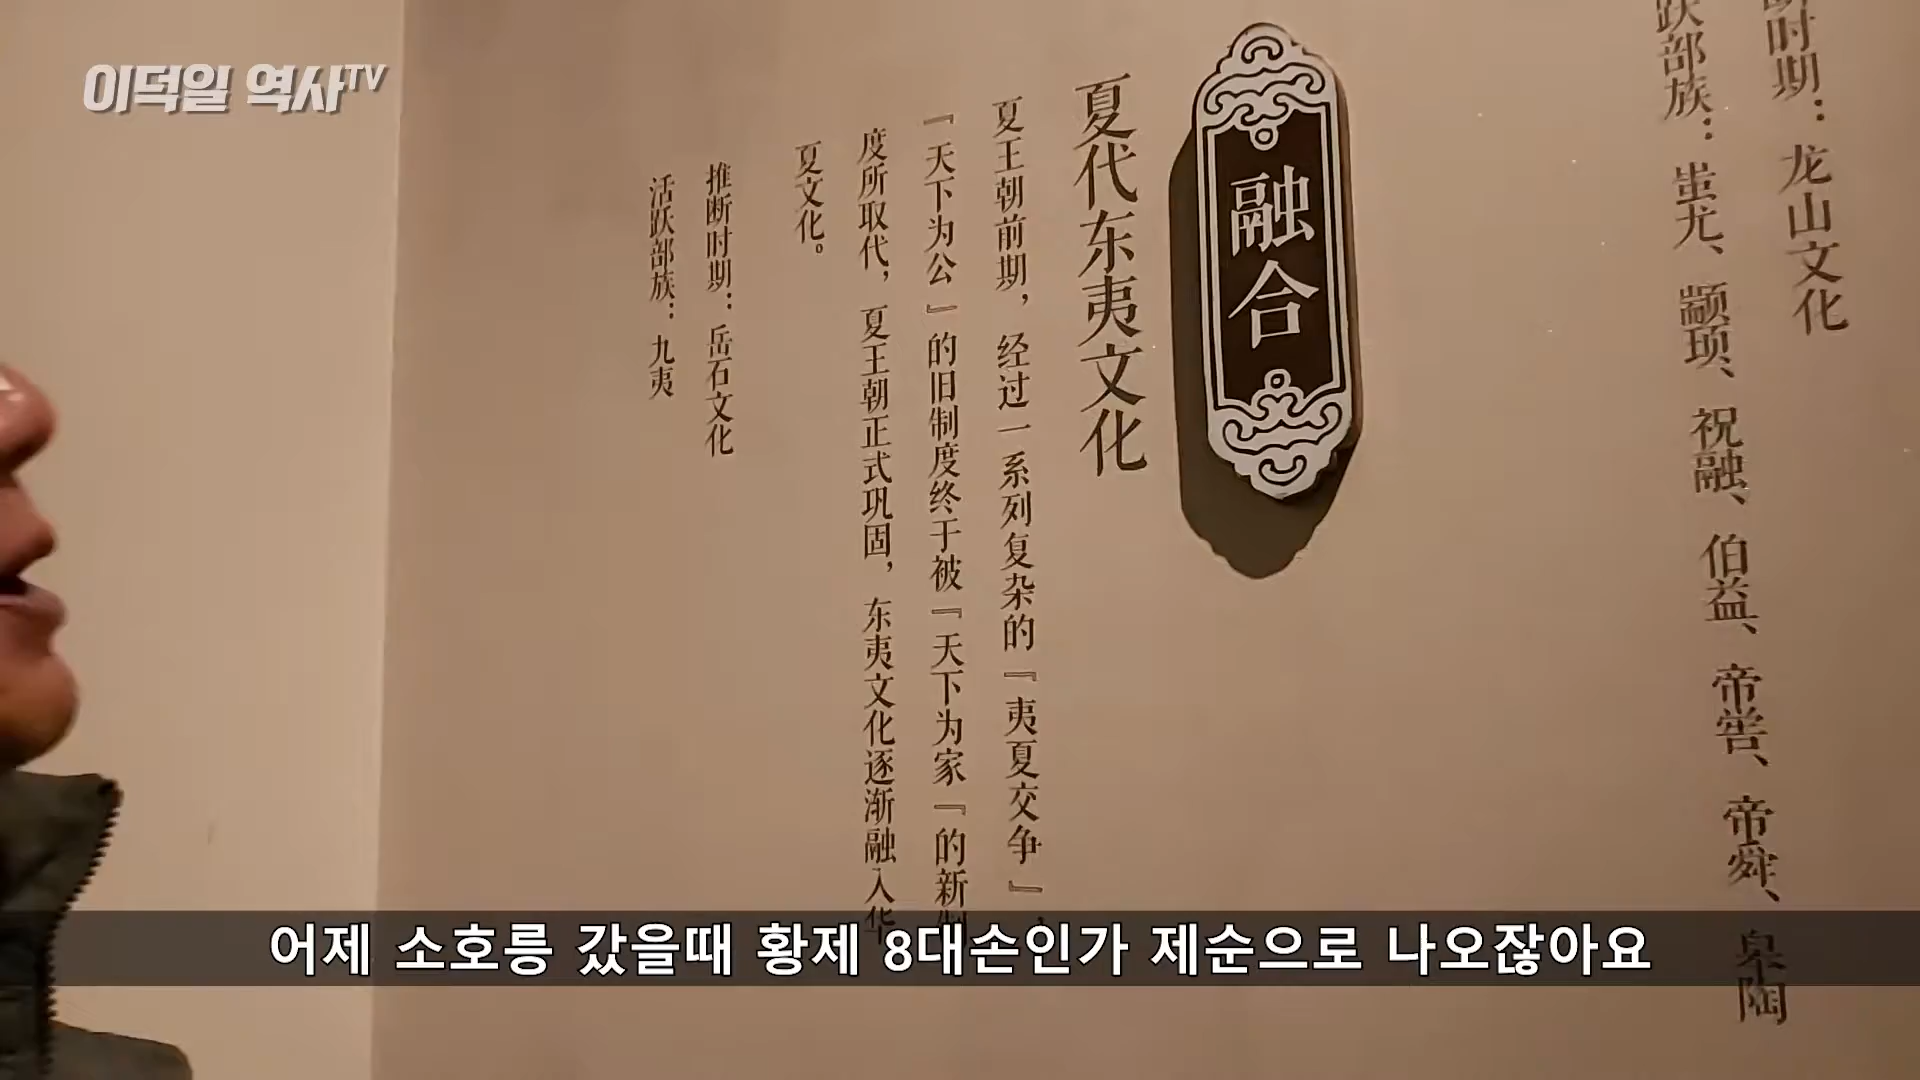 이덕일 역사TV
断时期：龙山文化
跃部族：蚩尤、颛顼、祝融、伯益、帝喾、帝舜、皋陶
融合
夏代东夷文化
夏王朝前期，经过一系列复杂的『夷夏交争』，
『天下为公』的旧制度终于被『天下为家『的新制
度所取代，夏王朝正式巩固，东夷文化逐渐融入华
夏文化。
推断时期：岳石文化
活跃部族：九夷
어제 소호릉 갔을때 황제 8대손인가 제순으로 나오잖아요